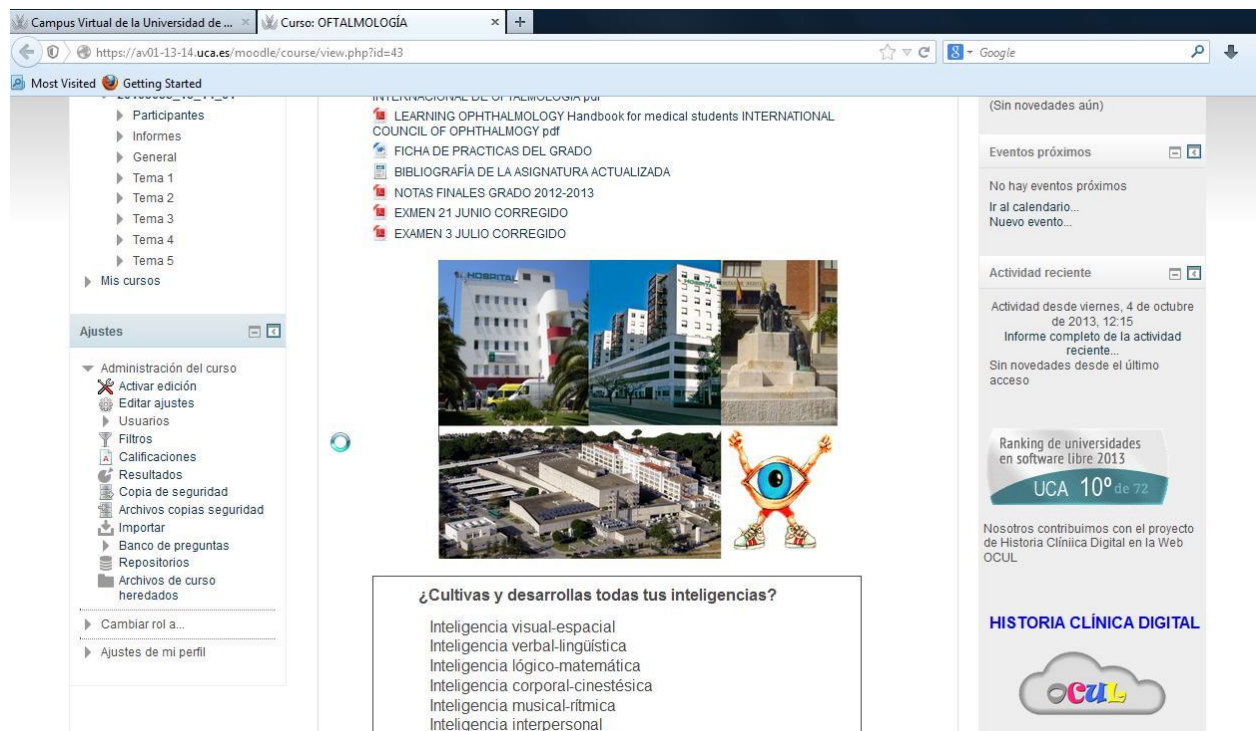 Campus Virtual de la Universidad de ...
Curso: OFTALMOLOGÍA
https://av01-13-14.uca.es/moodle/course/view.php?id=43
Google
Most Visited
Getting Started
Participantes
Informes
General
Tema 1
Tema 2
Tema 3
Tema 4
Tema 5
Mis cursos
Ajustes
Administración del curso
Activar edición
Editar ajustes
Usuarios
Filtros
Calificaciones
Resultados
Copia de seguridad
Archivos copias seguridad
Importar
Banco de preguntas
Repositorios
Archivos de curso
heredados
Cambiar rol a...
Ajustes de mi perfil
INTERNACIONAL DE OFTALMOLOGIA pdf
LEARNING OPHTHALMOLOGY Handbook for medical students INTERNATIONAL
COUNCIL OF OPHTHALMOGY pdf
FICHA DE PRACTICAS DEL GRADO
BIBLIOGRAFÍA DE LA ASIGNATURA ACTUALIZADA
NOTAS FINALES GRADO 2012-2013
EXMEN 21 JUNIO CORREGIDO
EXAMEN 3 JULIO CORREGIDO
HOSPITAL
HOSPITAL
¿Cultivas y desarrollas todas tus inteligencias?
Inteligencia visual-espacial
Inteligencia verbal-lingüística
Inteligencia lógico-matemática
Inteligencia corporal-cinestésica
Inteligencia musical-rítmica
Inteligencia interpersonal
(Sin novedades aún)
Eventos próximos
No hay eventos próximos
Ir al calendario...
Nuevo evento...
Actividad reciente
Actividad desde viernes, 4 de octubre
de 2013, 12:15
Informe completo de la actividad
reciente...
Sin novedades desde el último
acceso
Ranking de universidades
en software libre 2013
UCA 10º de 72
Nosotros contribuimos con el proyecto
de Historia Clíniica Digital en la Web
OCUL
HISTORIA CLÍNICA DIGITAL
OCUL